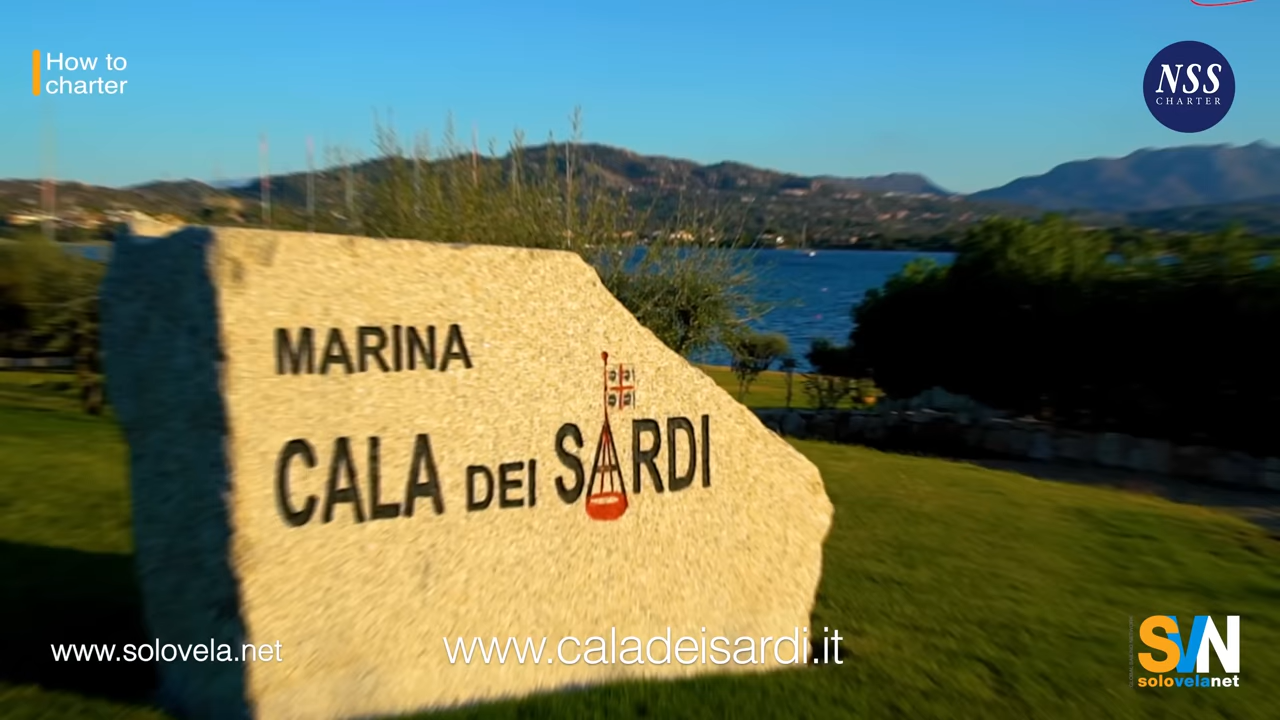 How to
charter
NSS
CHARTER
MARINA
CALA DEI SARDI
www.solovela.net
www.caladeisardi.it
SVN
solovelanet